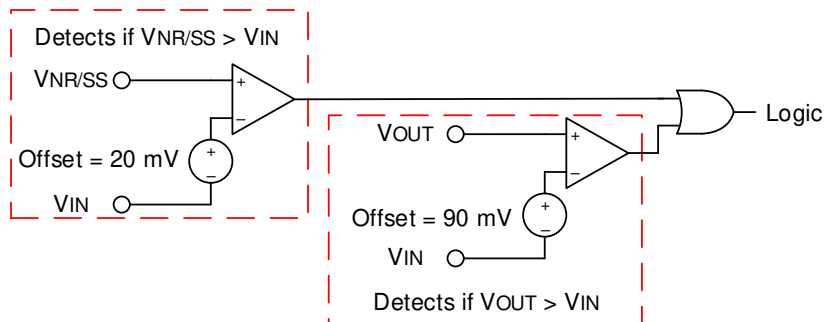 Detects if VNR/SS > VIN
VNR/SS
+
−
+
Offset = 20 mV
−
VIN
Logic
VOUT
+
−
+
Offset = 90 mV
−
VIN
Detects if VOUT > VIN